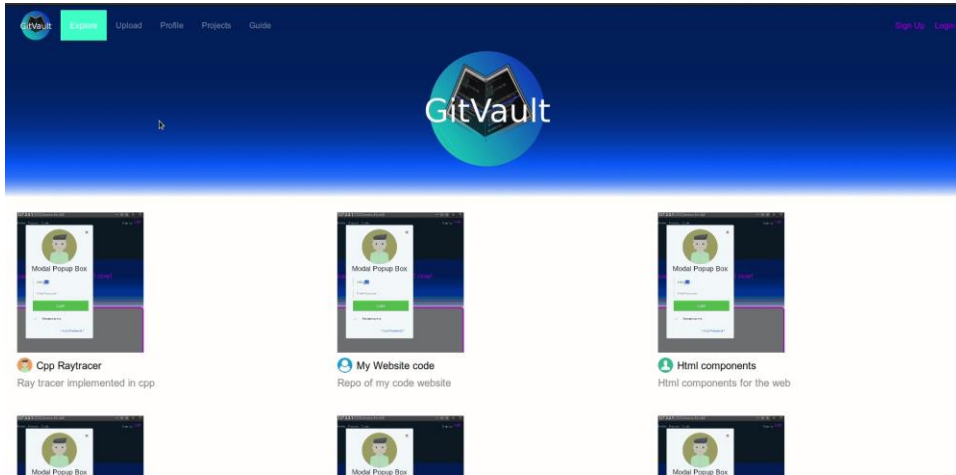 GitVault
Explore
Upload
Profile
Projects
Guide
Sign Up
Login
GitVault
Modal Popup Box
Modal Popup Box
Modal Popup Box
Cpp Raytracer
My Website code
Html components
Ray tracer implemented in cpp
Repo of my code website
Html components for the web
Modal Popup Box
Modal Popup Box
Modal Popup Box